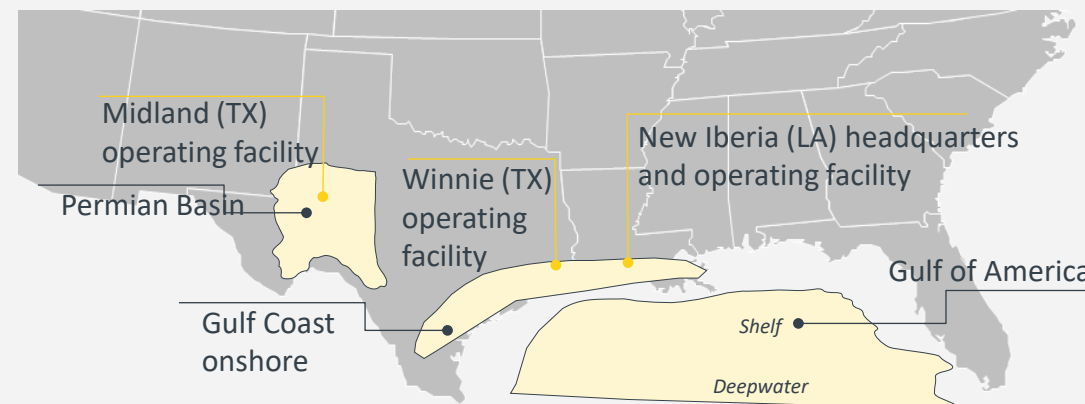 Midland (TX)
operating facility
New Iberia (LA) headquarters
and operating facility
Winnie (TX)
operating
facility
Permian Basin
Gulf of America
Gulf Coast
onshore
Shelf
Deepwater